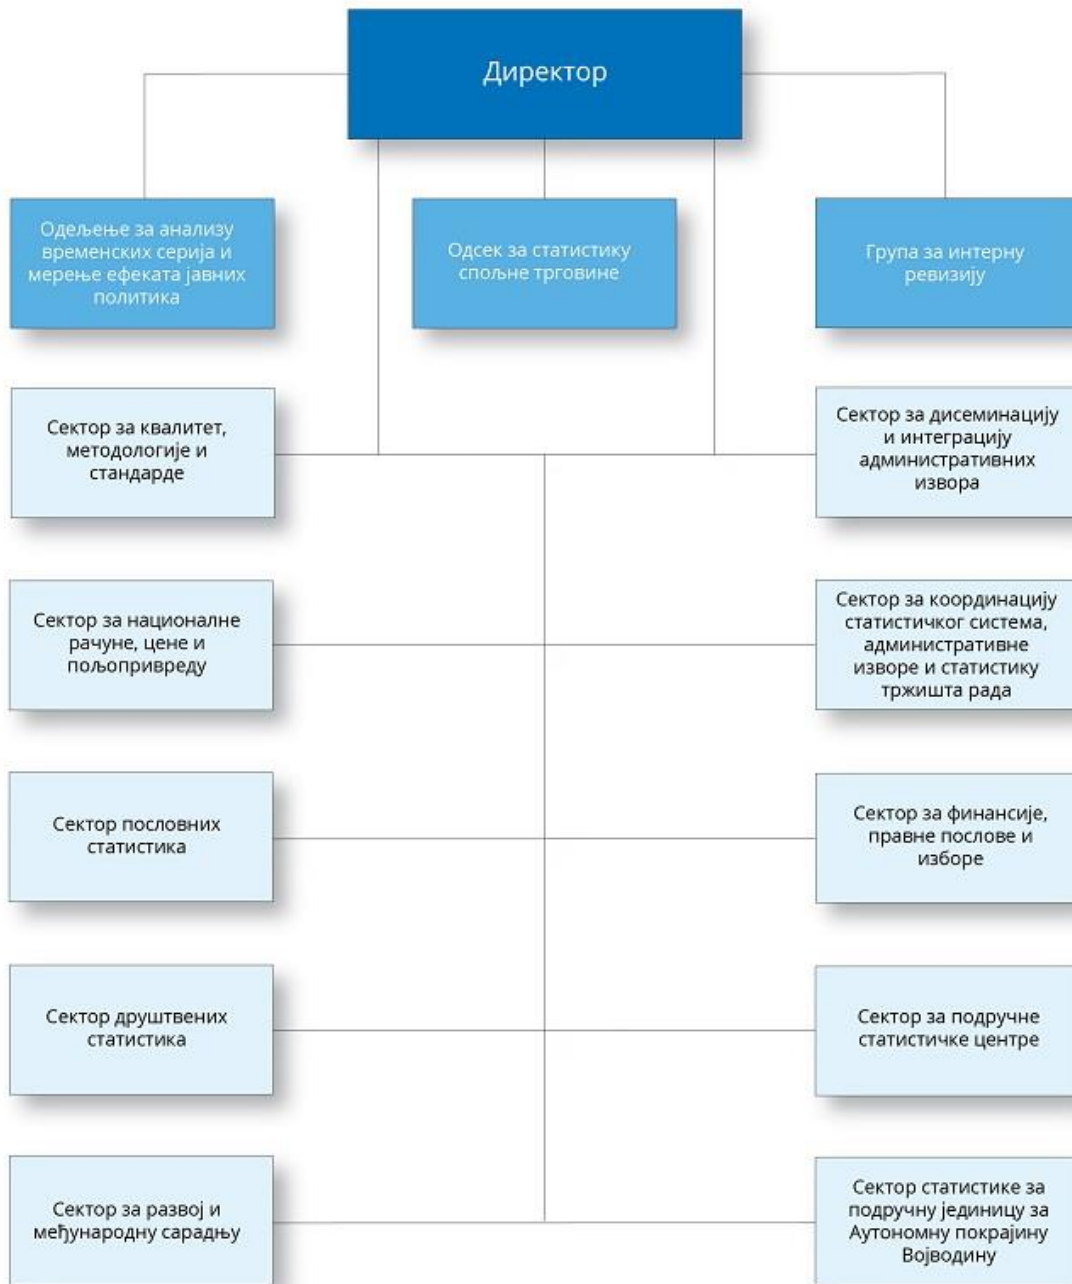 Директор
Одељење за анализу
временских серија и
мерење ефеката јавних
политика
Одсек за статистику
спољне трговине
Група за интерну
ревизију
Сектор за квалитет,
методологије и
стандарде
Сектор за дисеминацију
и интеграцију
административних
извора
Сектор за националне
рачуне, цене и
пољопривреду
Сектор за координацију
статистичког система,
административне
изворе и статистику
тржишта рада
Сектор пословних
статистика
Сектор за финансије,
правне послове и
изборе
Сектор друштвених
статистика
Сектор за подручне
статистичке центре
Сектор за развој и
међународну сарадњу
Сектор статистике за
подручну јединицу за
Аутономну покрајину
Војводину